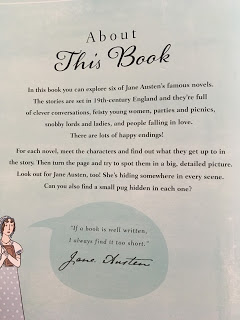 About
This Book
In this book you can explore six of Jane Austen's famous novels.
The stories are set in 19th-century England and they're full
of clever conversations, feisty young women, parties and picnics,
snobby lords and ladies, and people falling in love.
There are lots of happy endings!
For each novel, meet the characters and find out what they get up to in
the story. Then turn the page and try to spot them in a big, detailed picture.
Look out for Jane Austen, too! She's hiding somewhere in every scene.
Can you also find a small pug hidden in each one?
"If a book is well written,
I always find it too short."
Jane Austen